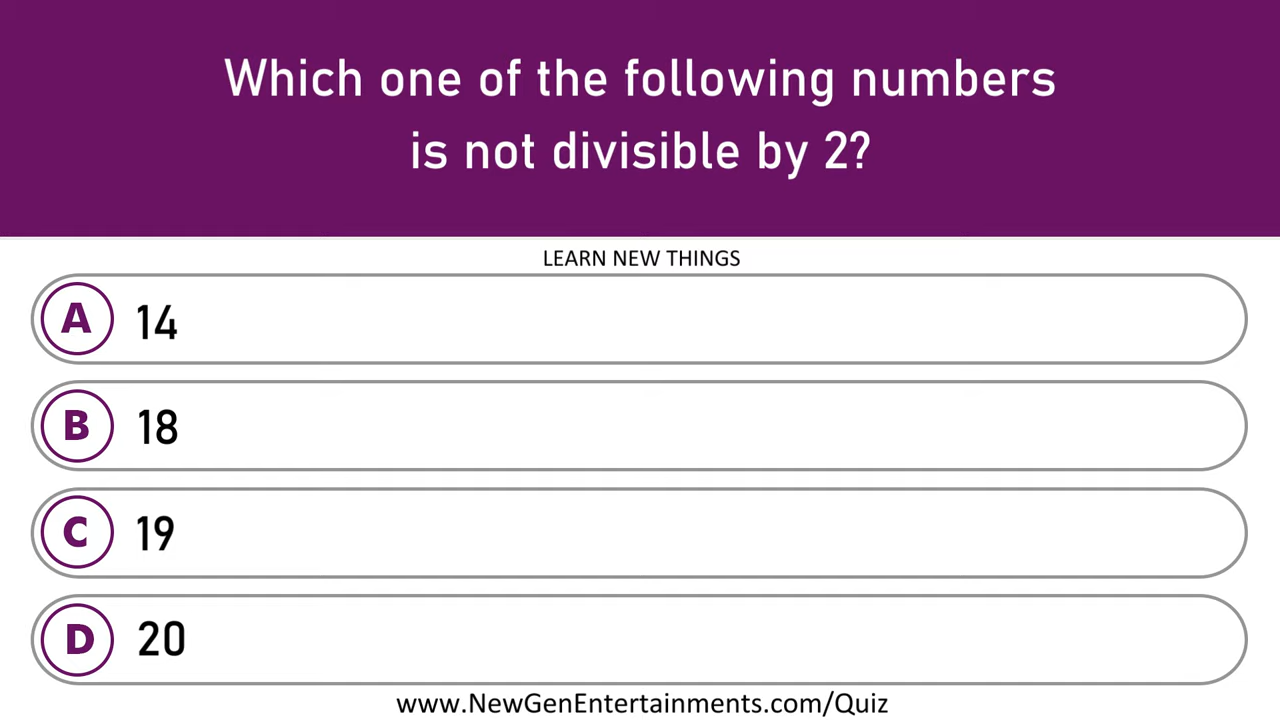 Which one of the following numbers
is not divisible by 2?
LEARN NEW THINGS
A 14
B 18
C 19
D 20
www.NewGenEntertainments.com/Quiz